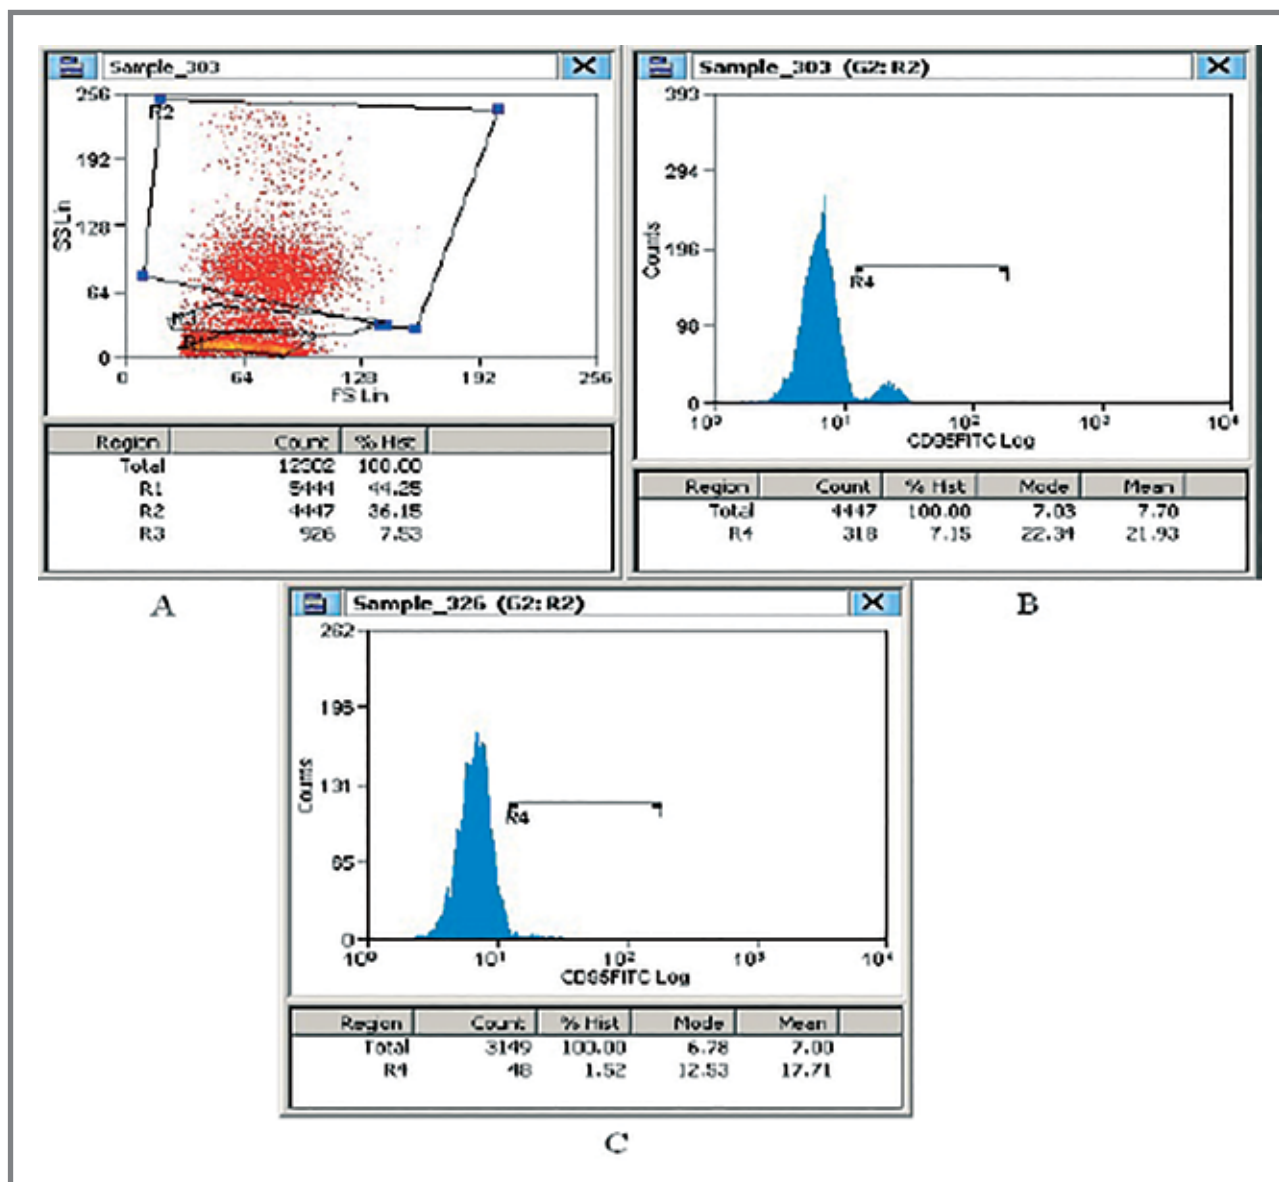 Sample_303
256
192
128
64
0
SS Lin
R2
R3
0 64 128 192 256
FS Lin
Region Count % Hist
Total 12302 100.00
R1 5444 44.25
R2 4447 36.15
R3 926 7.53
A
Sample_303 (G2: R2)
393
294
196
98
0
Counts
R4
10⁰ 10¹ 10² 10³ 10⁴
CD95FITC Log
Region Count % Hist Mode Mean
Total 4447 100.00 7.03 7.70
R4 318 7.15 22.34 21.93
B
Sample_326 (G2: R2)
262
196
131
65
0
Counts
R4
10⁰ 10¹ 10² 10³ 10⁴
CD95FITC Log
Region Count % Hist Mode Mean
Total 3149 100.00 6.78 7.00
R4 48 1.52 12.53 17.71
C